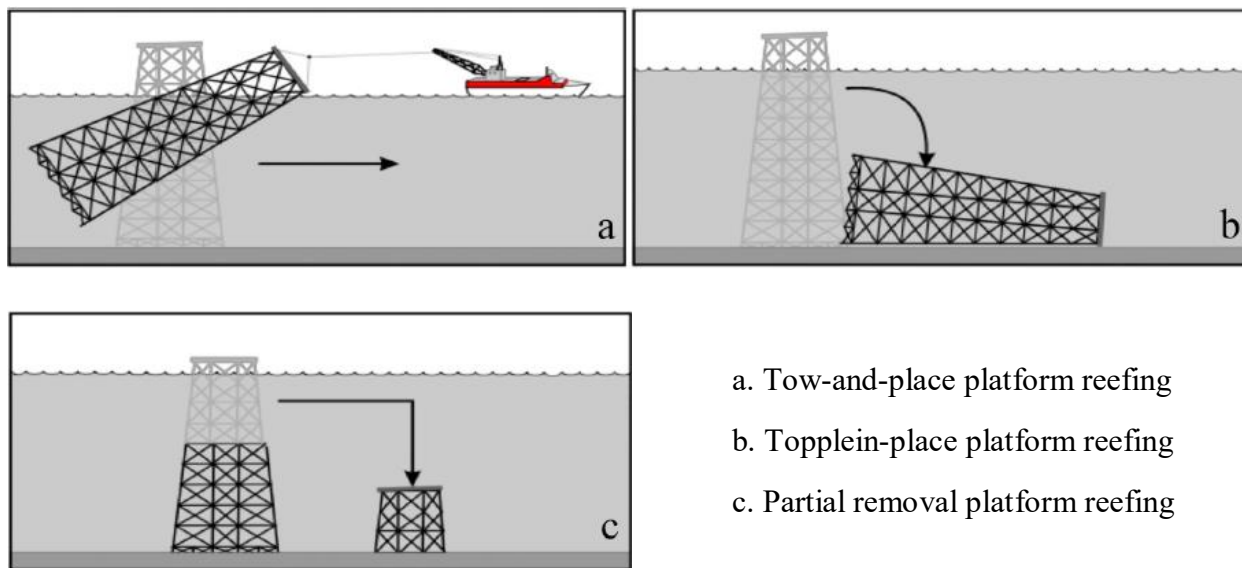 a
b
c
a. Tow-and-place platform reefing
b. Topplein-place platform reefing
c. Partial removal platform reefing